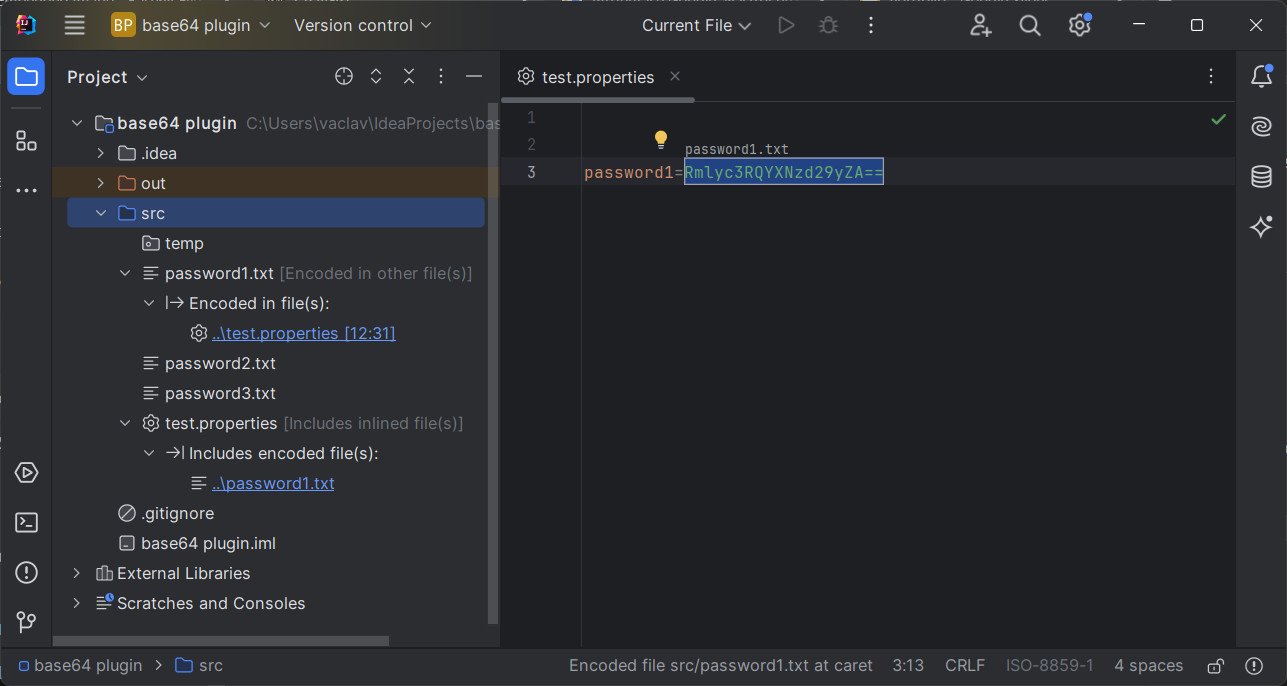 BP base64 plugin Version control Current File
Project
test.properties
base64 plugin C:\Users\vaclav\IdeaProjects\bas
.idea
out
src
temp
password1.txt [Encoded in other file(s)]
Encoded in file(s):
..\test.properties [12:31]
password2.txt
password3.txt
test.properties [Includes inlined file(s)]
Includes encoded file(s):
..\password1.txt
.gitignore
base64 plugin.iml
External Libraries
Scratches and Consoles
1
2
password1.txt
3 password1=Rmlyc3RQYXNzd29yZA==
base64 plugin src Encoded file src/password1.txt at caret 3:13 CRLF ISO-8859-1 4 spaces